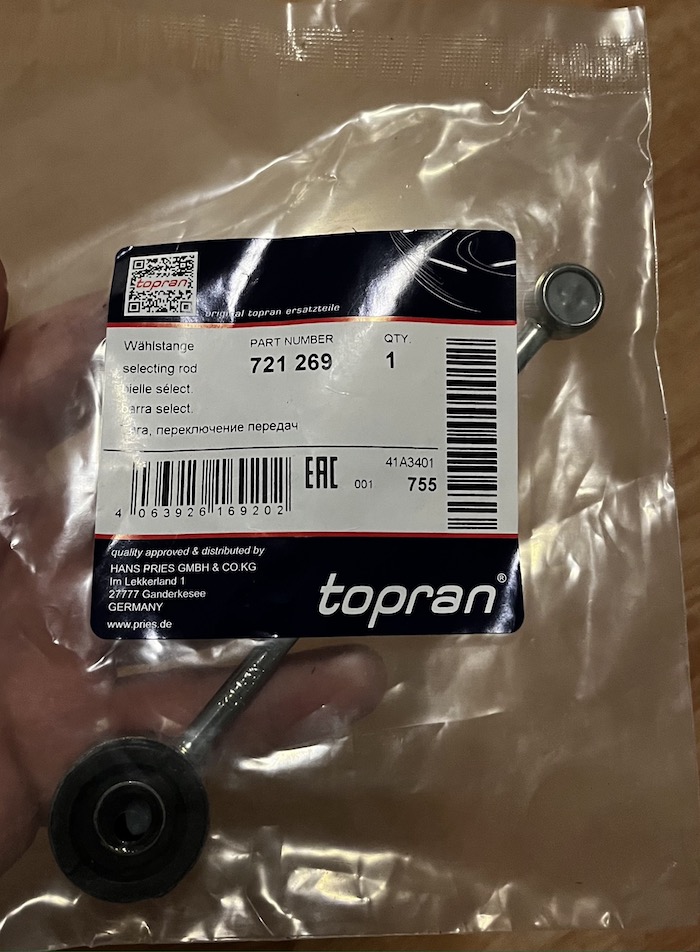 topran
original topran ersatzteile
Wählstange
selecting rod
bielle sélect.
barra select.
переключение передач
PART NUMBER
721 269
QTY.
1
4 063926 169202
EAC
001
41A3401
755
quality approved & distributed by
HANS PRIES GMBH & CO.KG
Im Lekkerland 1
27777 Ganderkesee
GERMANY
www.pries.de
topran®